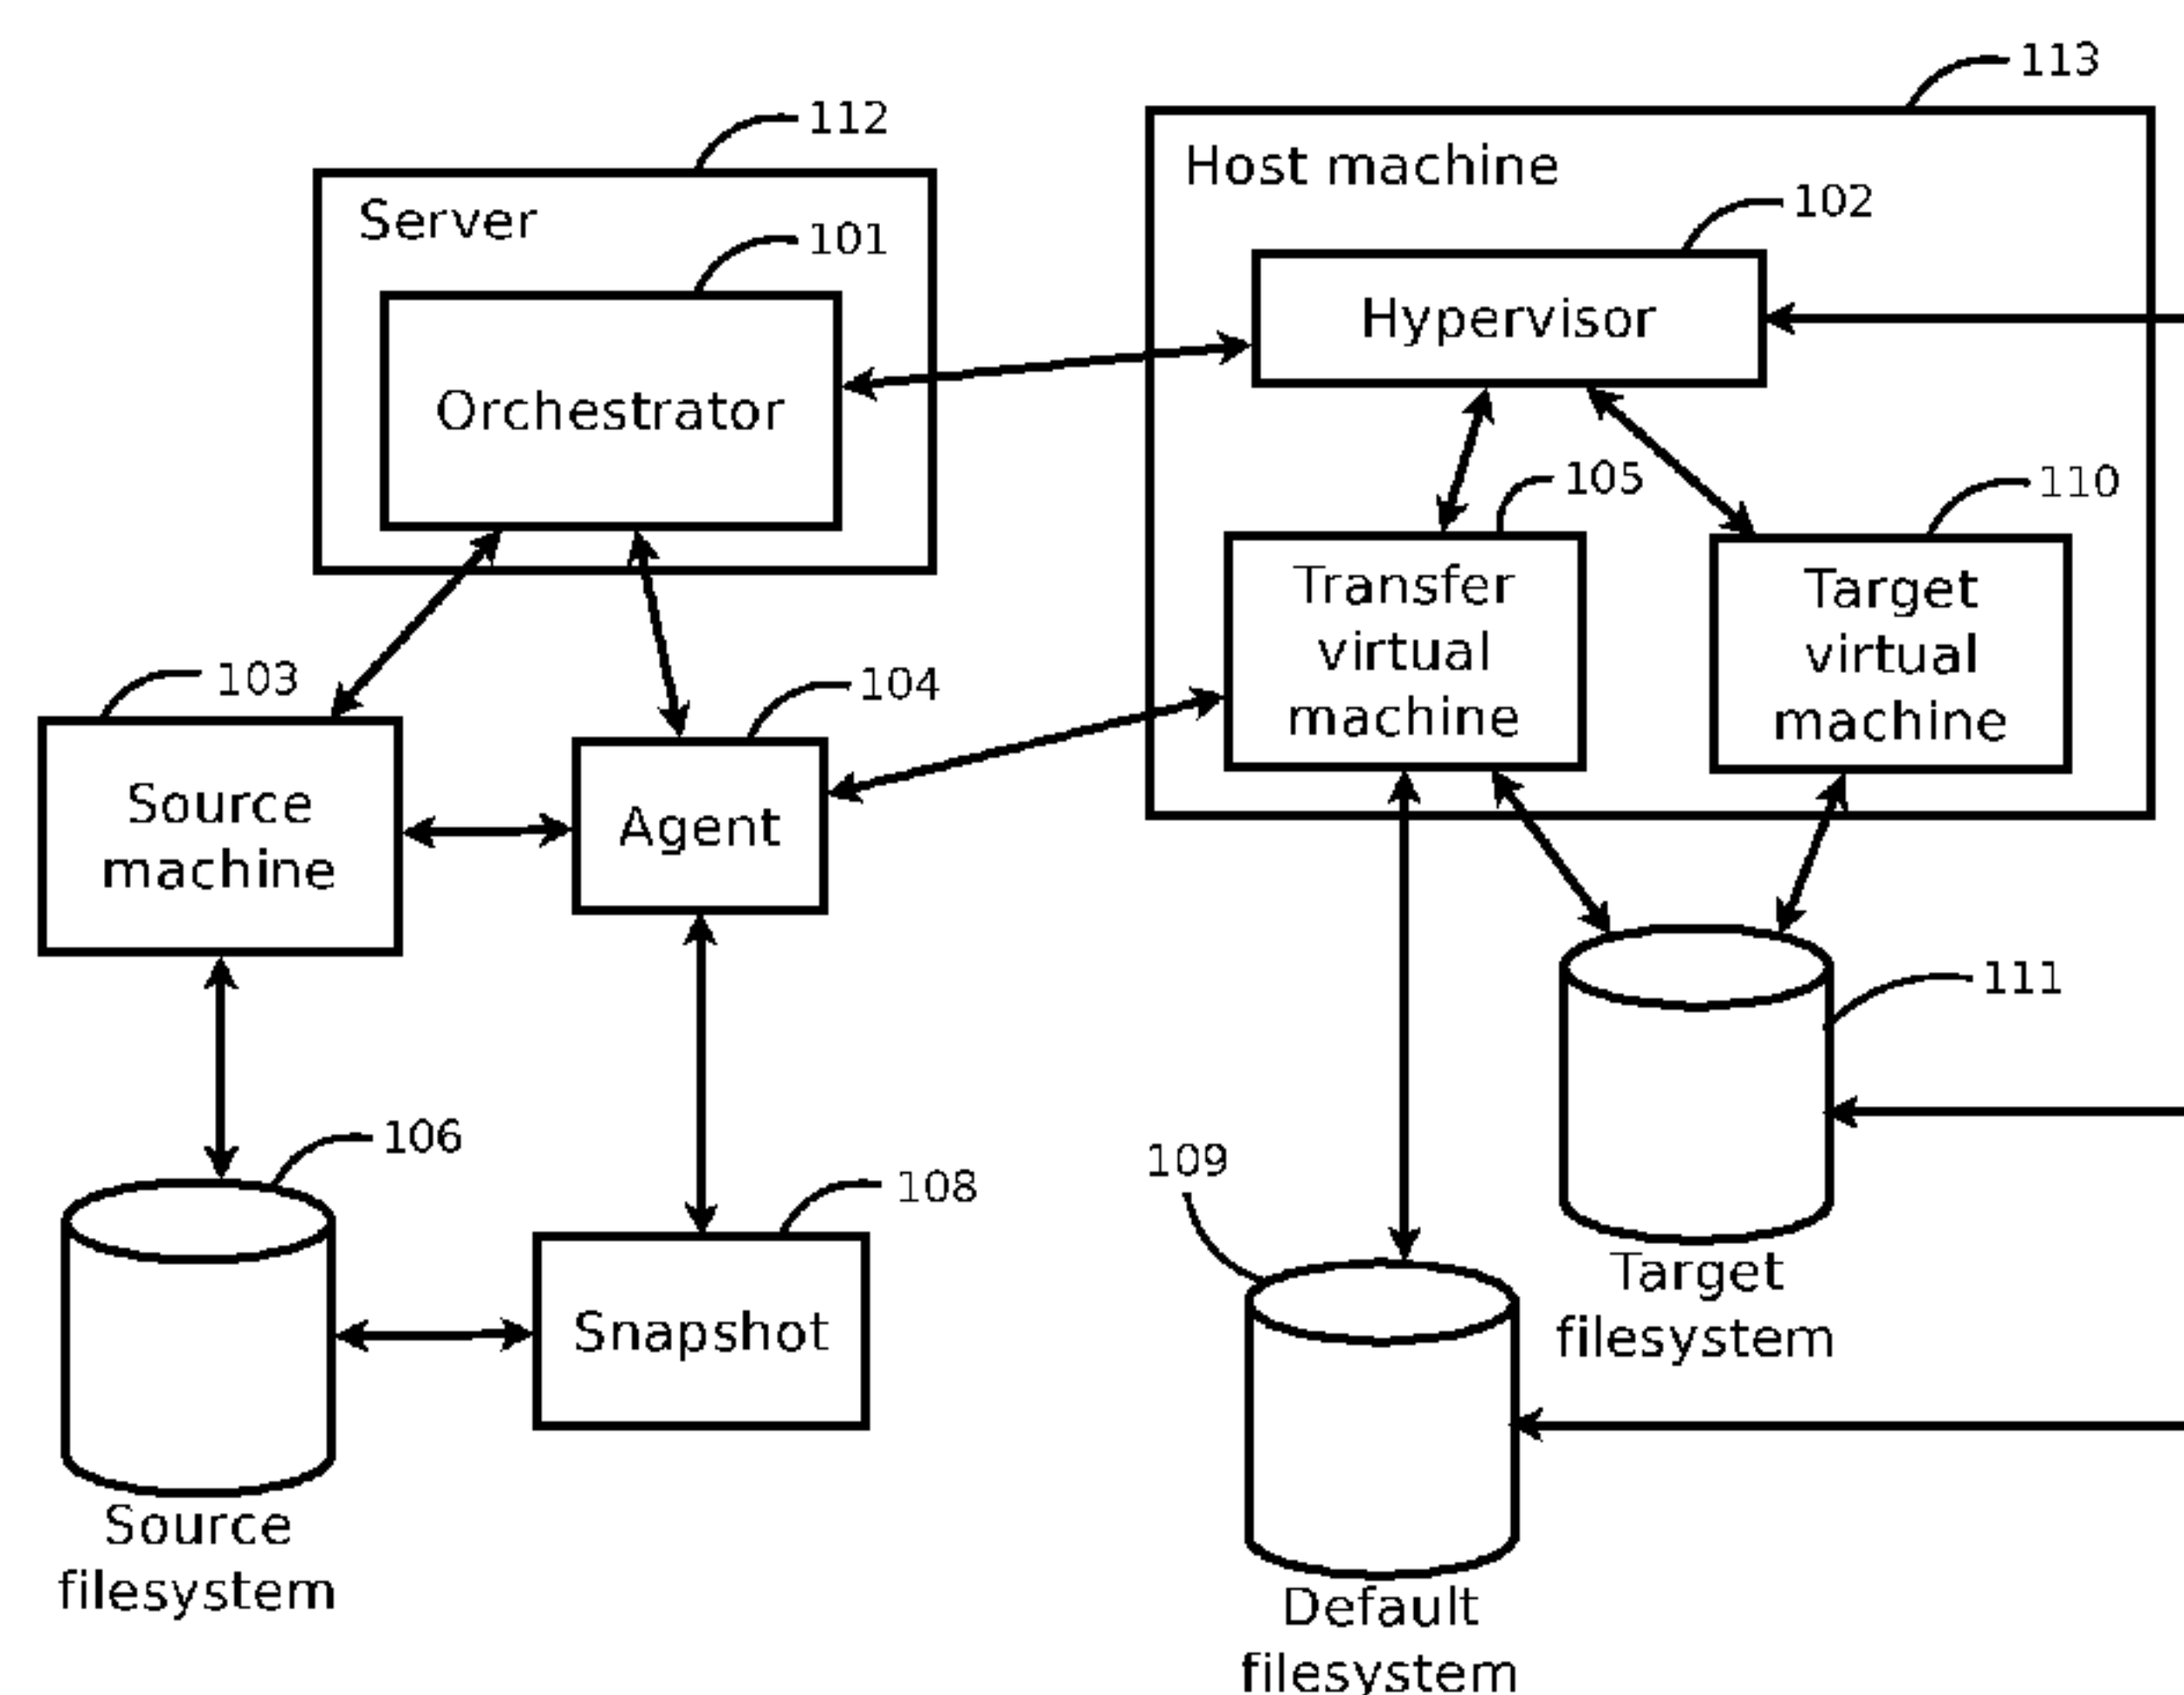 113
112
Host machine
102
Server
101
Hypervisor
Orchestrator
105
110
Transfer
virtual
machine
Target
virtual
machine
103
104
Source
machine
Agent
111
106
109
108
Target
filesystem
Snapshot
Source
filesystem
Default
filesystem